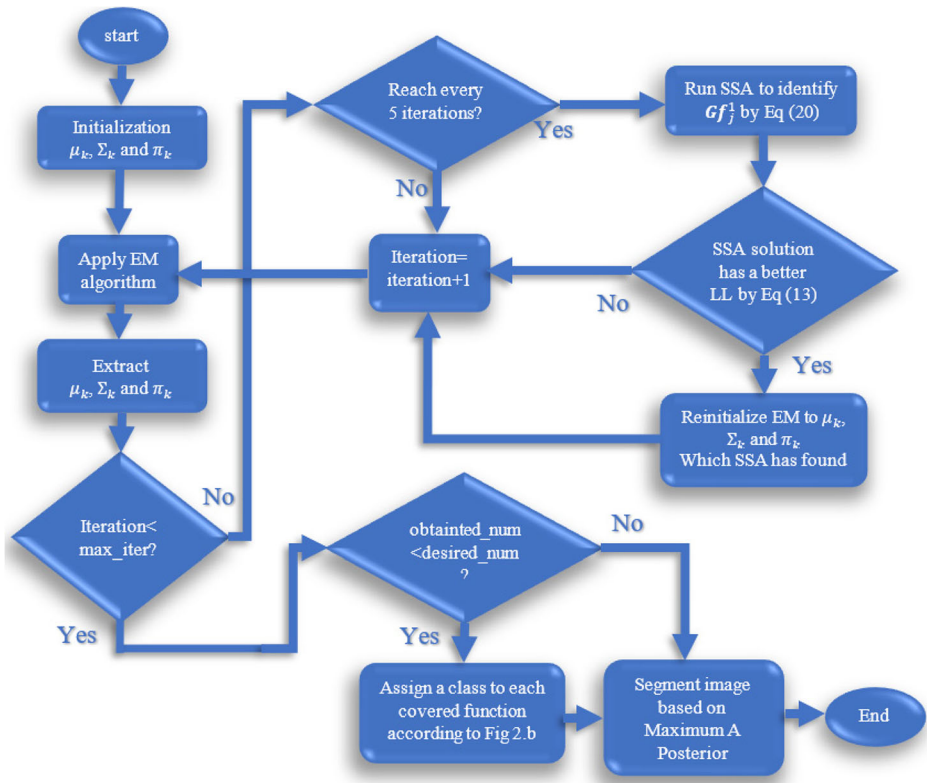 start
Initialization
μₖ, Σₖ and πₖ
Apply EM
algorithm
Extract
μₖ, Σₖ and πₖ
Iteration<
max_iter?
No
Yes
Reach every
5 iterations?
Yes
No
Run SSA to identify
Gf¹ⱼ by Eq (20)
SSA solution
has a better
LL by Eq (13)
No
Yes
Iteration=
iteration+1
Reinitialize EM to μₖ,
Σₖ and πₖ
Which SSA has found
obtainted_num
<desired_num
?
No
Yes
Assign a class to each
covered function
according to Fig 2.b
Segment image
based on
Maximum A
Posterior
End